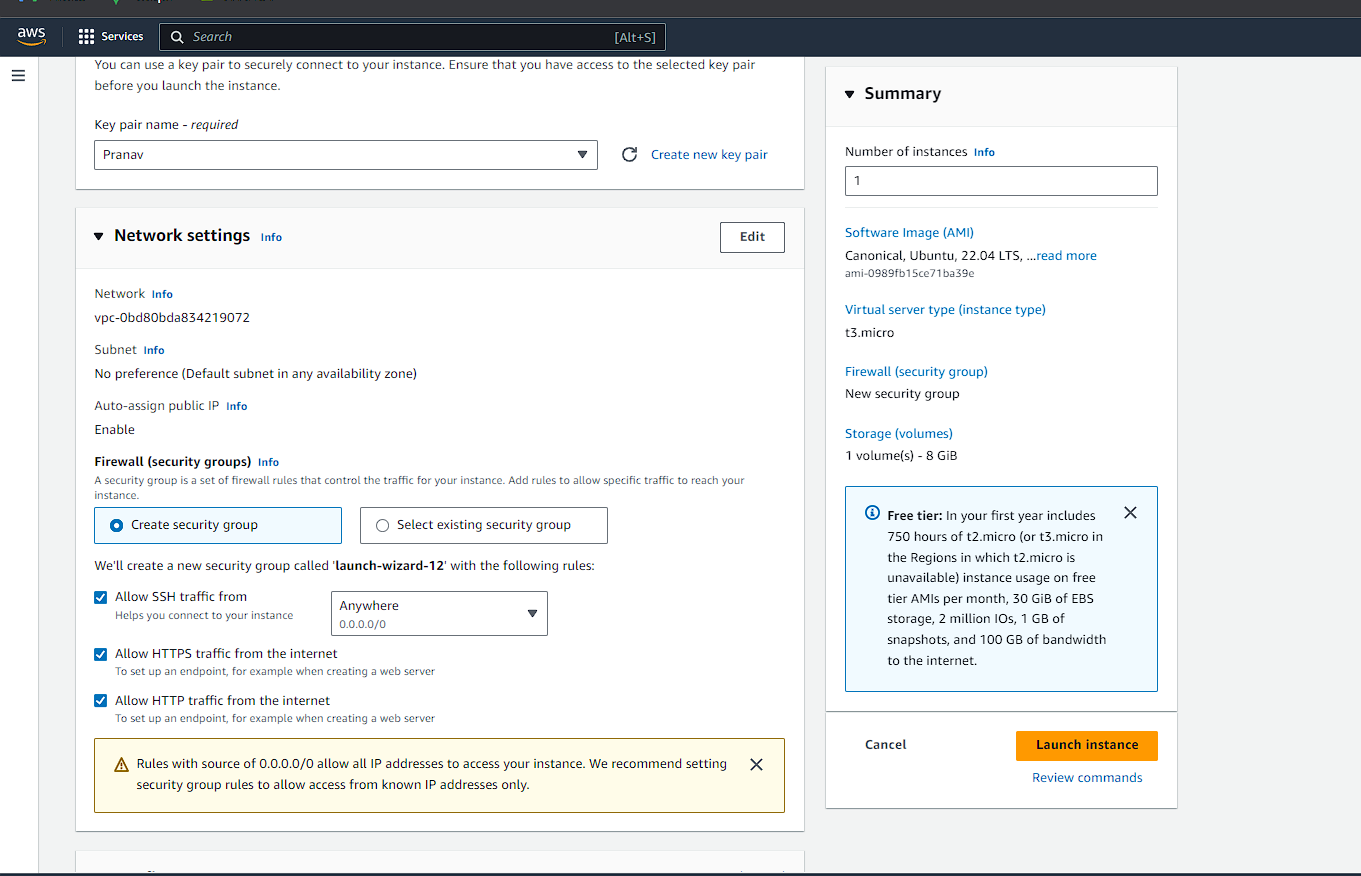 aws
Services
Search
[Alt+S]
You can use a key pair to securely connect to your instance. Ensure that you have access to the selected key pair
before you launch the instance.
Key pair name - required
Pranav
Create new key pair
Network settings Info
Edit
Network Info
vpc-0bd80bda834219072
Subnet Info
No preference (Default subnet in any availability zone)
Auto-assign public IP Info
Enable
Firewall (security groups) Info
A security group is a set of firewall rules that control the traffic for your instance. Add rules to allow specific traffic to reach your
instance.
Create security group
Select existing security group
We'll create a new security group called 'launch-wizard-12' with the following rules:
Allow SSH traffic from
Helps you connect to your instance
Anywhere
0.0.0.0/0
Allow HTTPS traffic from the internet
To set up an endpoint, for example when creating a web server
Allow HTTP traffic from the internet
To set up an endpoint, for example when creating a web server
Rules with source of 0.0.0.0/0 allow all IP addresses to access your instance. We recommend setting
security group rules to allow access from known IP addresses only.
Summary
Number of instances Info
1
Software Image (AMI)
Canonical, Ubuntu, 22.04 LTS, ...read more
ami-0989fb15ce71ba39e
Virtual server type (instance type)
t3.micro
Firewall (security group)
New security group
Storage (volumes)
1 volume(s) - 8 GiB
Free tier: In your first year includes
750 hours of t2.micro (or t3.micro in
the Regions in which t2.micro is
unavailable) instance usage on free
tier AMIs per month, 30 GiB of EBS
storage, 2 million IOs, 1 GB of
snapshots, and 100 GB of bandwidth
to the internet.
Cancel
Launch instance
Review commands